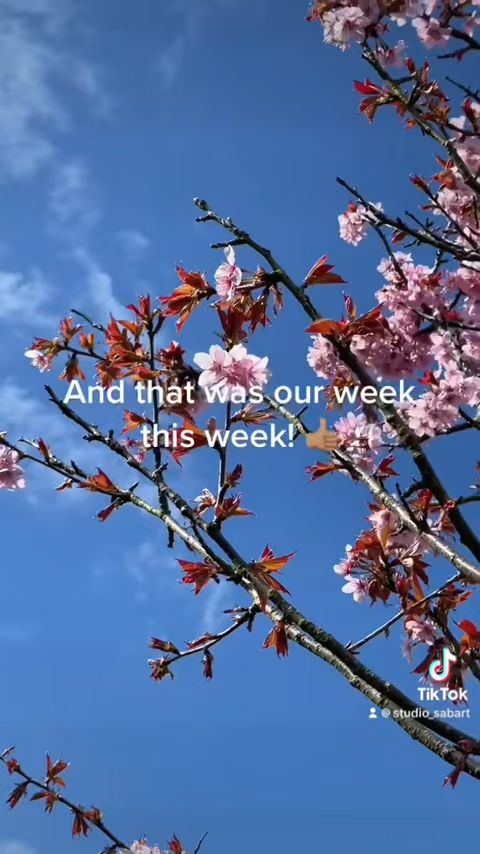 And that was our week
this week! 👍🏽
TikTok
@studio_sabart